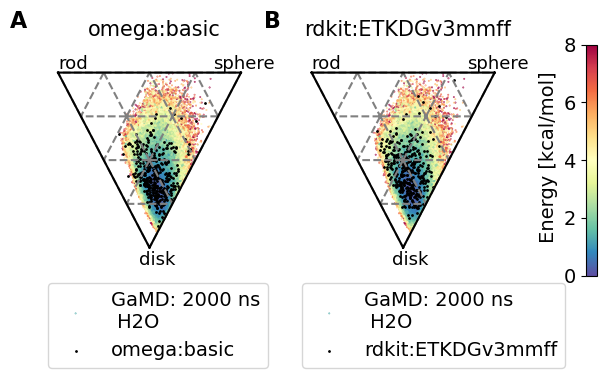 A
omega:basic
rod
sphere
disk
GaMD: 2000 ns
H2O
omega:basic
B
rdkit:ETKDGv3mmff
rod
sphere
disk
GaMD: 2000 ns
H2O
rdkit:ETKDGv3mmff
8
6
4
2
0
Energy [kcal/mol]